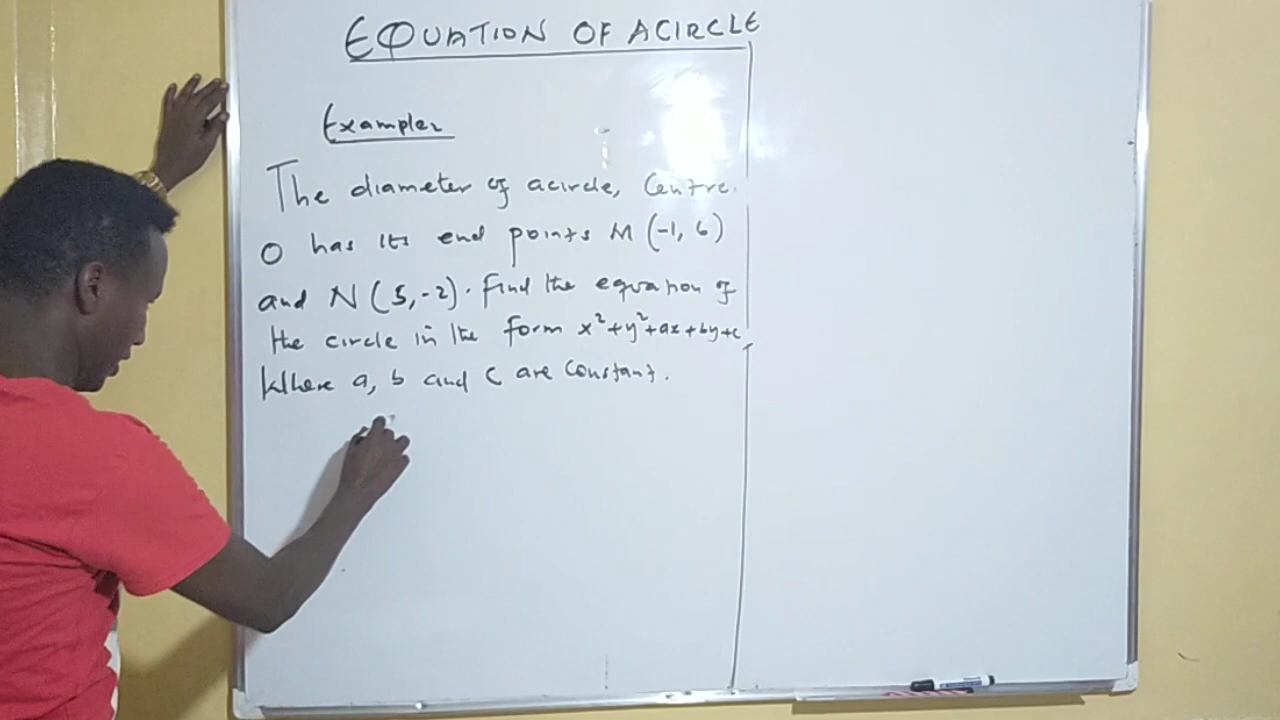 EQUATION OF A CIRCLE
Examples
The diameter of a circle, Centre
O has its end points M (-1, 6)
and N (5, -2). Find the equation of
the circle in the form x²+y²+ax+by+c
Where a, b and c are constant.